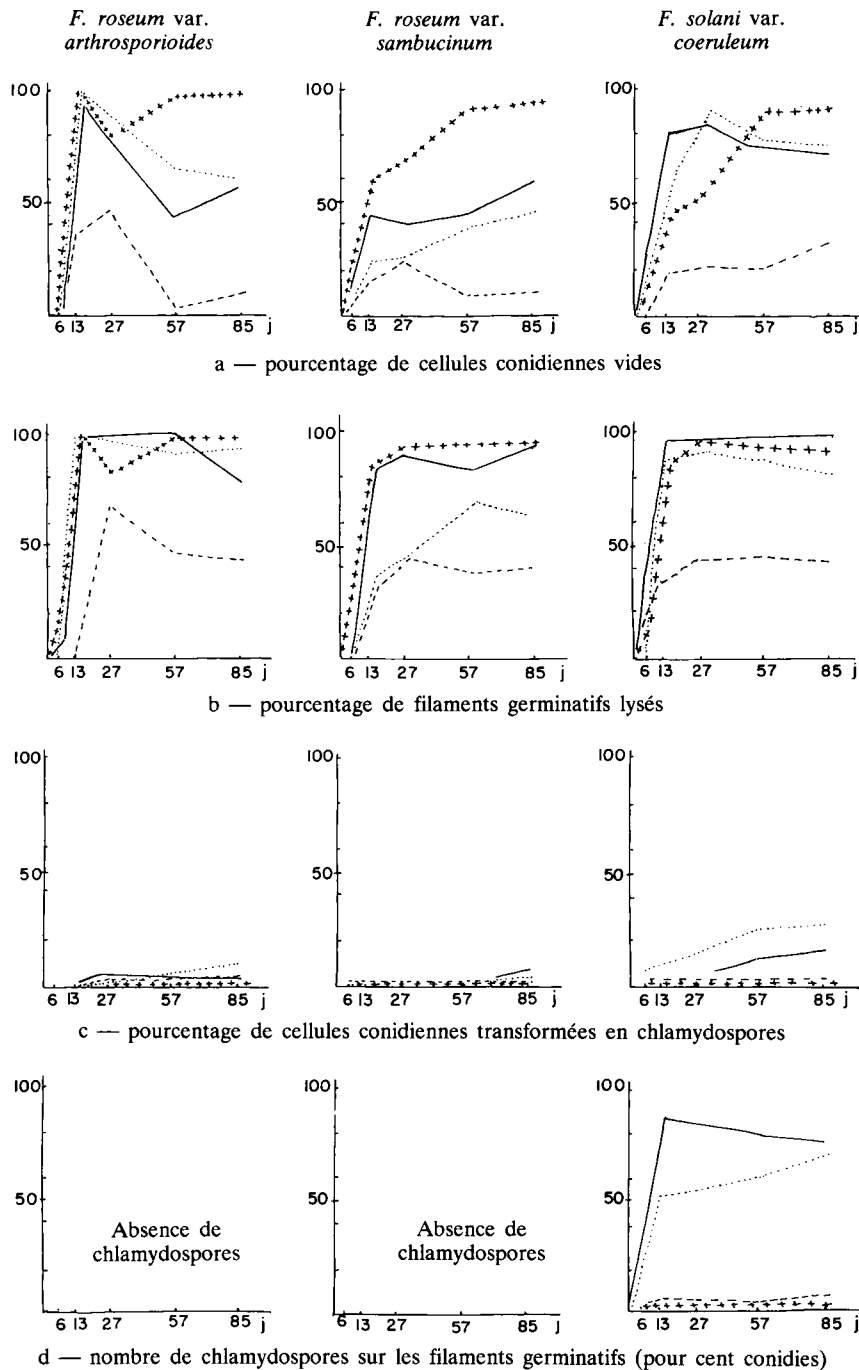 F. roseum var. arthrosporioides
F. roseum var. sambucinum
F. solani var. coeruleum
100
50
6 13 27 57 85 j
100
50
6 13 27 57 85 j
100
50
6 13 27 57 85 j
a — pourcentage de cellules conidiennes vides
100
50
6 13 27 57 85 j
100
50
6 13 27 57 85 j
100
50
6 13 27 57 85 j
b — pourcentage de filaments germinatifs lysés
100
50
6 13 27 57 85 j
100
50
6 13 27 57 85 j
100
50
6 13 27 57 85 j
c — pourcentage de cellules conidiennes transformées en chlamydospores
100
50
Absence de
chlamydospores
6 13 27 57 85 j
100
50
Absence de
chlamydospores
6 13 27 57 85 j
100
50
6 13 27 57 85 j
d — nombre de chlamydospores sur les filaments germinatifs (pour cent conidies)